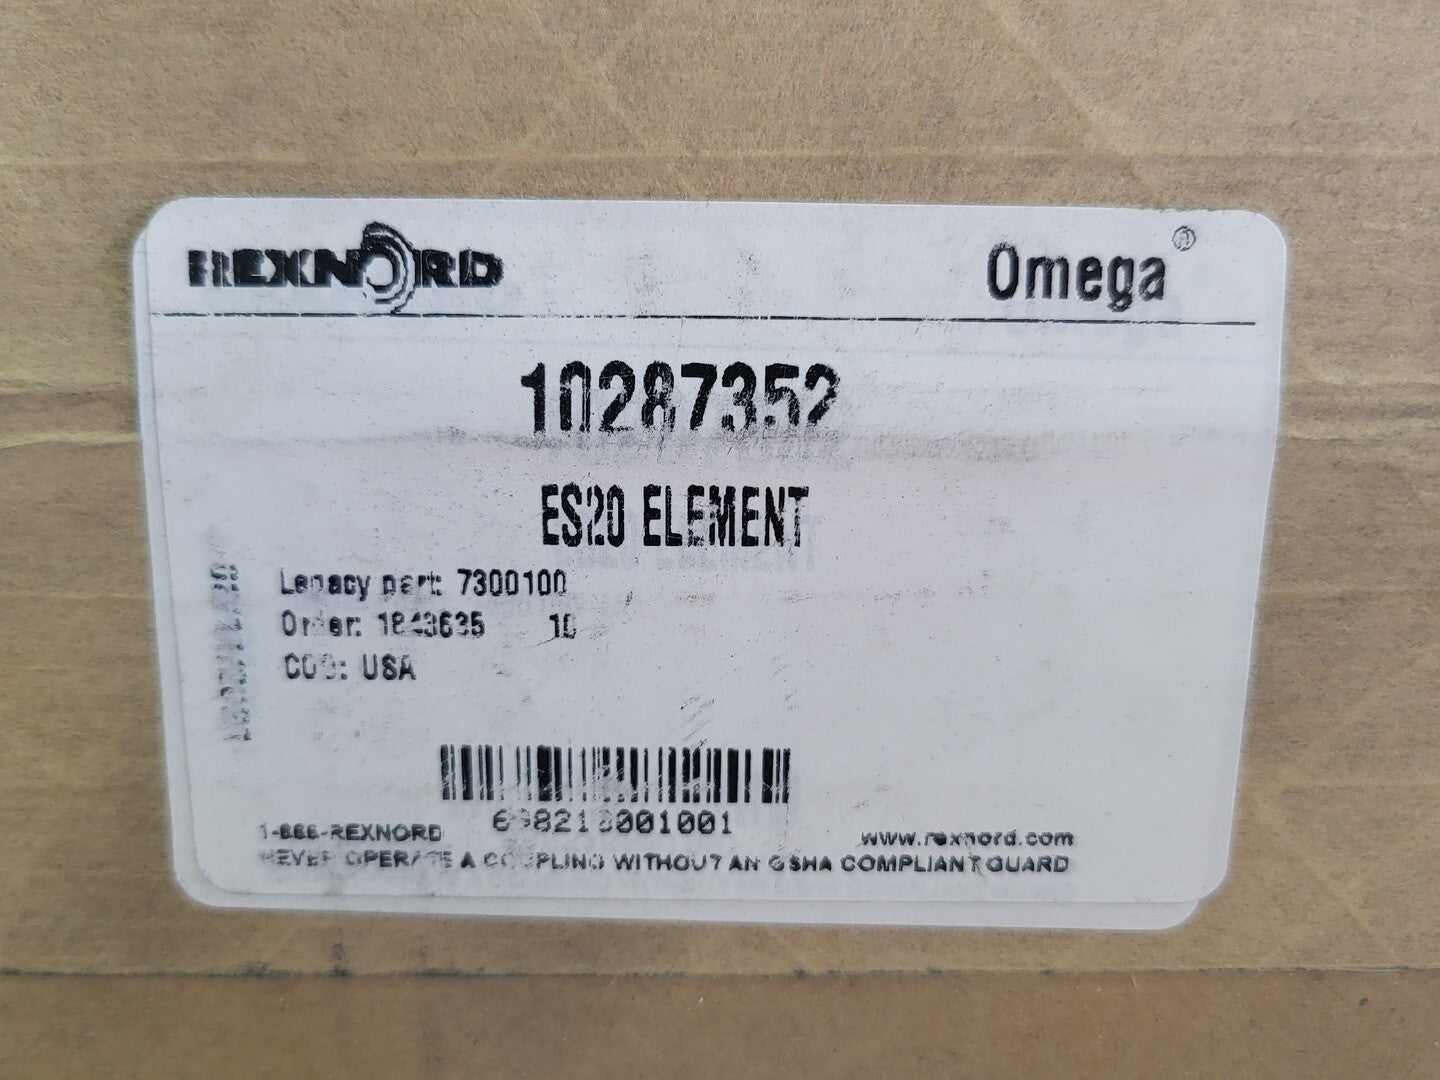 REXNORD
Omega®
10287352
ES20 ELEMENT
Legacy part: 7300100
Order: 1843635 10
COO: USA
1-866-REXNORD
www.rexnord.com
NEVER OPERATE A COUPLING WITHOUT AN OSHA COMPLIANT GUARD